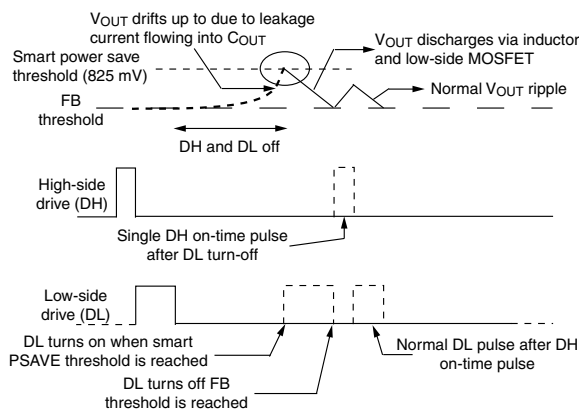 VOUT drifts up to due to leakage
current flowing into COUT
Smart power save
threshold (825 mV)
VOUT discharges via inductor
and low-side MOSFET
FB
threshold
Normal VOUT ripple
DH and DL off
High-side
drive (DH)
Single DH on-time pulse
after DL turn-off
Low-side
drive (DL)
DL turns on when smart
PSAVE threshold is reached
Normal DL pulse after DH
on-time pulse
DL turns off FB
threshold is reached